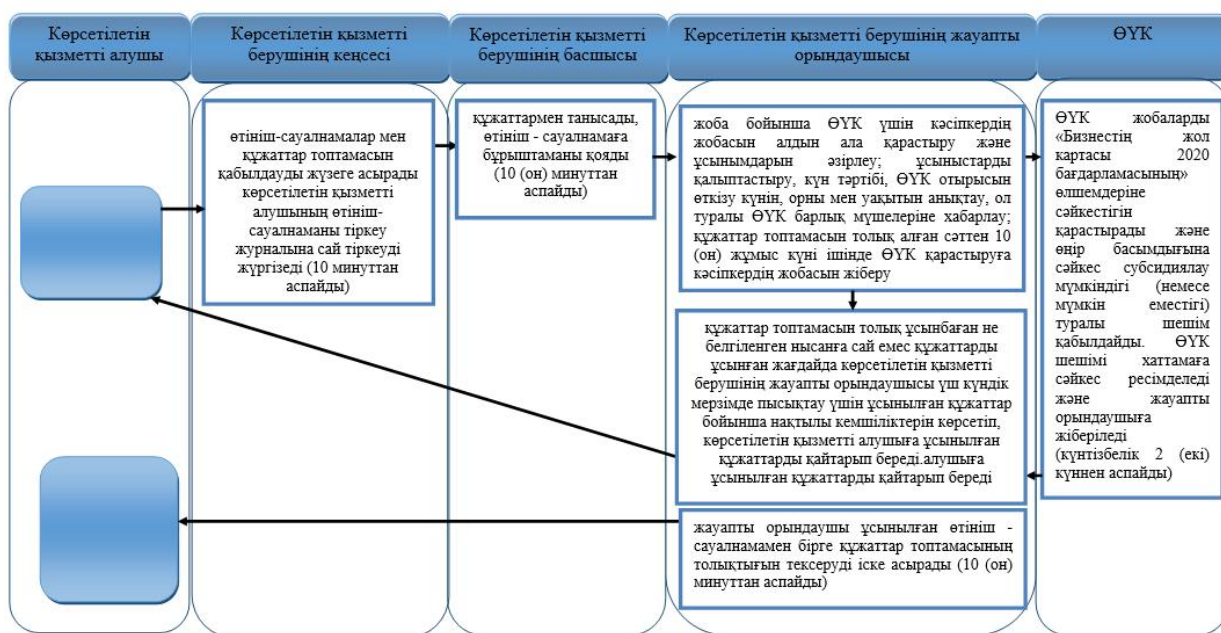 Көрсетілетін
қызметті алушы
Көрсетілетін қызметті
берушінің кеңсесі
Көрсетілетін қызметті
берушінің басшысы
Көрсетілетін қызметті берушінің жауапты
орындаушысы
ӨҮК
өтініш-сауалнамалар мен
құжаттар топтамасын
қабылдауды жүзеге асырады
көрсетілетін қызметті
алушының өтініш-
сауалнаманы тіркеу
журналына сай тіркеуді
жүргізеді (10 минуттан
аспайды)
құжаттармен танысады,
өтініш - сауалнамаға
бұрыштаманы қояды
(10 (он) минуттан
аспайды)
жоба бойынша ӨҮК үшін кәсіпкердің
жобасын алдын ала қарастыру және
ұсынымдарын әзірлеу; ұсыныстарды
қалыптастыру, күн тәртібі, ӨҮК отырысын
өткізу күнін, орны мен уақытын анықтау, ол
туралы ӨҮК барлық мүшелеріне хабарлау;
құжаттар топтамасын толық алған сәттен 10
(он) жұмыс күні ішінде ӨҮК қарастыруға
кәсіпкердің жобасын жіберу
құжаттар топтамасын толық ұсынбаған не
белгіленген нысанға сай емес құжаттарды
ұсынған жағдайда көрсетілетін қызметті
берушінің жауапты орындаушысы үш күндік
мерзімде пысықтау үшін ұсынылған құжаттар
бойынша нақтылы кемшіліктерін көрсетіп,
көрсетілетін қызметті алушыға ұсынылған
құжаттарды қайтарып береді.алушыға
ұсынылған құжаттарды қайтарып береді
жауапты орындаушы ұсынылған өтініш -
сауалнамамен бірге құжаттар топтамасының
толықтығын тексеруді іске асырады (10 (он)
минуттан аспайды)
ӨҮК жобаларды
«Бизнестің жол
картасы 2020
бағдарламасының»
өлшемдеріне
сәйкестігін
қарастырады және
өңір басымдығына
сәйкес субсидиялау
мүмкіндігі (немесе
мүмкін еместігі)
туралы шешім
қабылдайды. ӨҮК
шешімі хаттамаға
сәйкес ресімделеді
және жауапты
орындаушыға
жіберіледі
(күнтізбелік 2 (екі)
күннен аспайды)